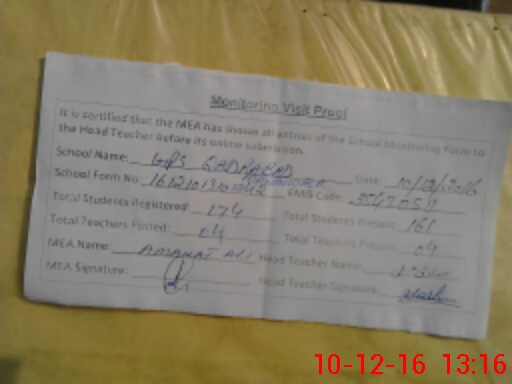 Monitoring Visit Proof
It is certified that the MEA has shown all entries of the School Monitoring Form to
the Head Teacher before its online submission.
School Name: Date 10/12/2016
School Form No: EMIS Code:
Total Students Registered: 174 Total Students Present: 161
Total Teachers Posted: 04 Total Teachers Present: 04
MEA Name: AMANAT ALI Head Teacher Name:
MEA Signature: Head Teacher Signature:
10-12-16 13:16